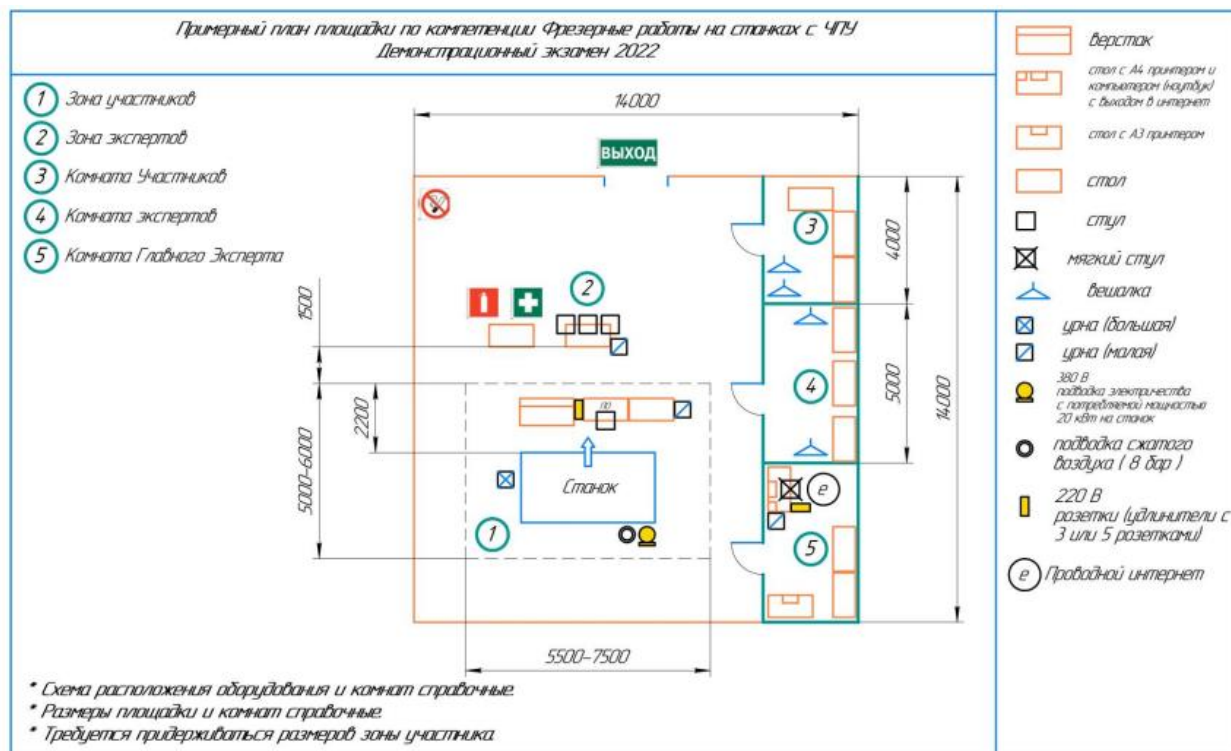 Примерный план площадки по компетенции Фрезерные работы на станках с ЧПУ
Демонстрационный экзамен 2022
1 Зона участников
2 Зона экспертов
3 Комната Участников
4 Комната экспертов
5 Комната Главного Эксперта
14000
ВЫХОД
3
4000
1500
2
14000
4
5000
2200
ПО
5000-6000
Станок
е
1
5
5500-7500
* Схема расположения оборудования и комнат справочные.
* Размеры площадки и комнат справочные.
* Требуется придерживаться размеров зоны участника.
верстак
стол с А4 принтером и
компьютером (ноутбук)
с выходом в интернет
стол с А3 принтером
стол
стул
мягкий стул
вешалка
урна (большая)
урна (малая)
380 В
подводка электричества
с потребляемой мощностью
20 кВт на станок
подводка сжатого
воздуха ( 8 бар )
220 В
розетки (удлинители с
3 или 5 розетками)
е Проводной интернет